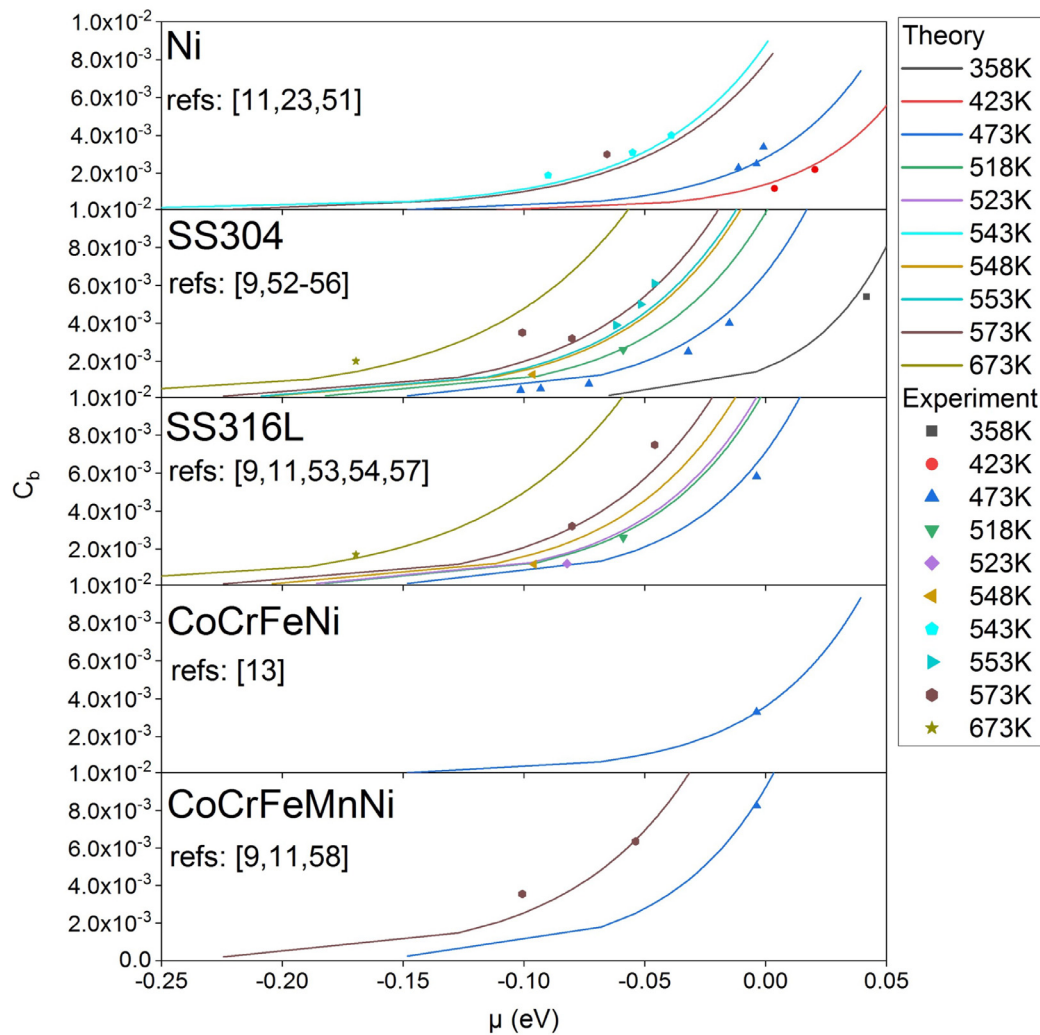 1.0x10⁻²
Ni
8.0x10⁻³
refs: [11,23,51]
6.0x10⁻³
4.0x10⁻³
2.0x10⁻³
1.0x10⁻²
SS304
8.0x10⁻³
refs: [9,52-56]
6.0x10⁻³
4.0x10⁻³
2.0x10⁻³
1.0x10⁻²
SS316L
8.0x10⁻³
refs: [9,11,53,54,57]
6.0x10⁻³
4.0x10⁻³
2.0x10⁻³
1.0x10⁻²
CoCrFeNi
8.0x10⁻³
refs: [13]
6.0x10⁻³
4.0x10⁻³
2.0x10⁻³
1.0x10⁻²
CoCrFeMnNi
8.0x10⁻³
refs: [9,11,58]
6.0x10⁻³
4.0x10⁻³
2.0x10⁻³
0.0
C_b
-0.25 -0.20 -0.15 -0.10 -0.05 0.00 0.05
μ (eV)
Theory
358K
423K
473K
518K
523K
543K
548K
553K
573K
673K
Experiment
358K
423K
473K
518K
523K
548K
543K
553K
573K
673K